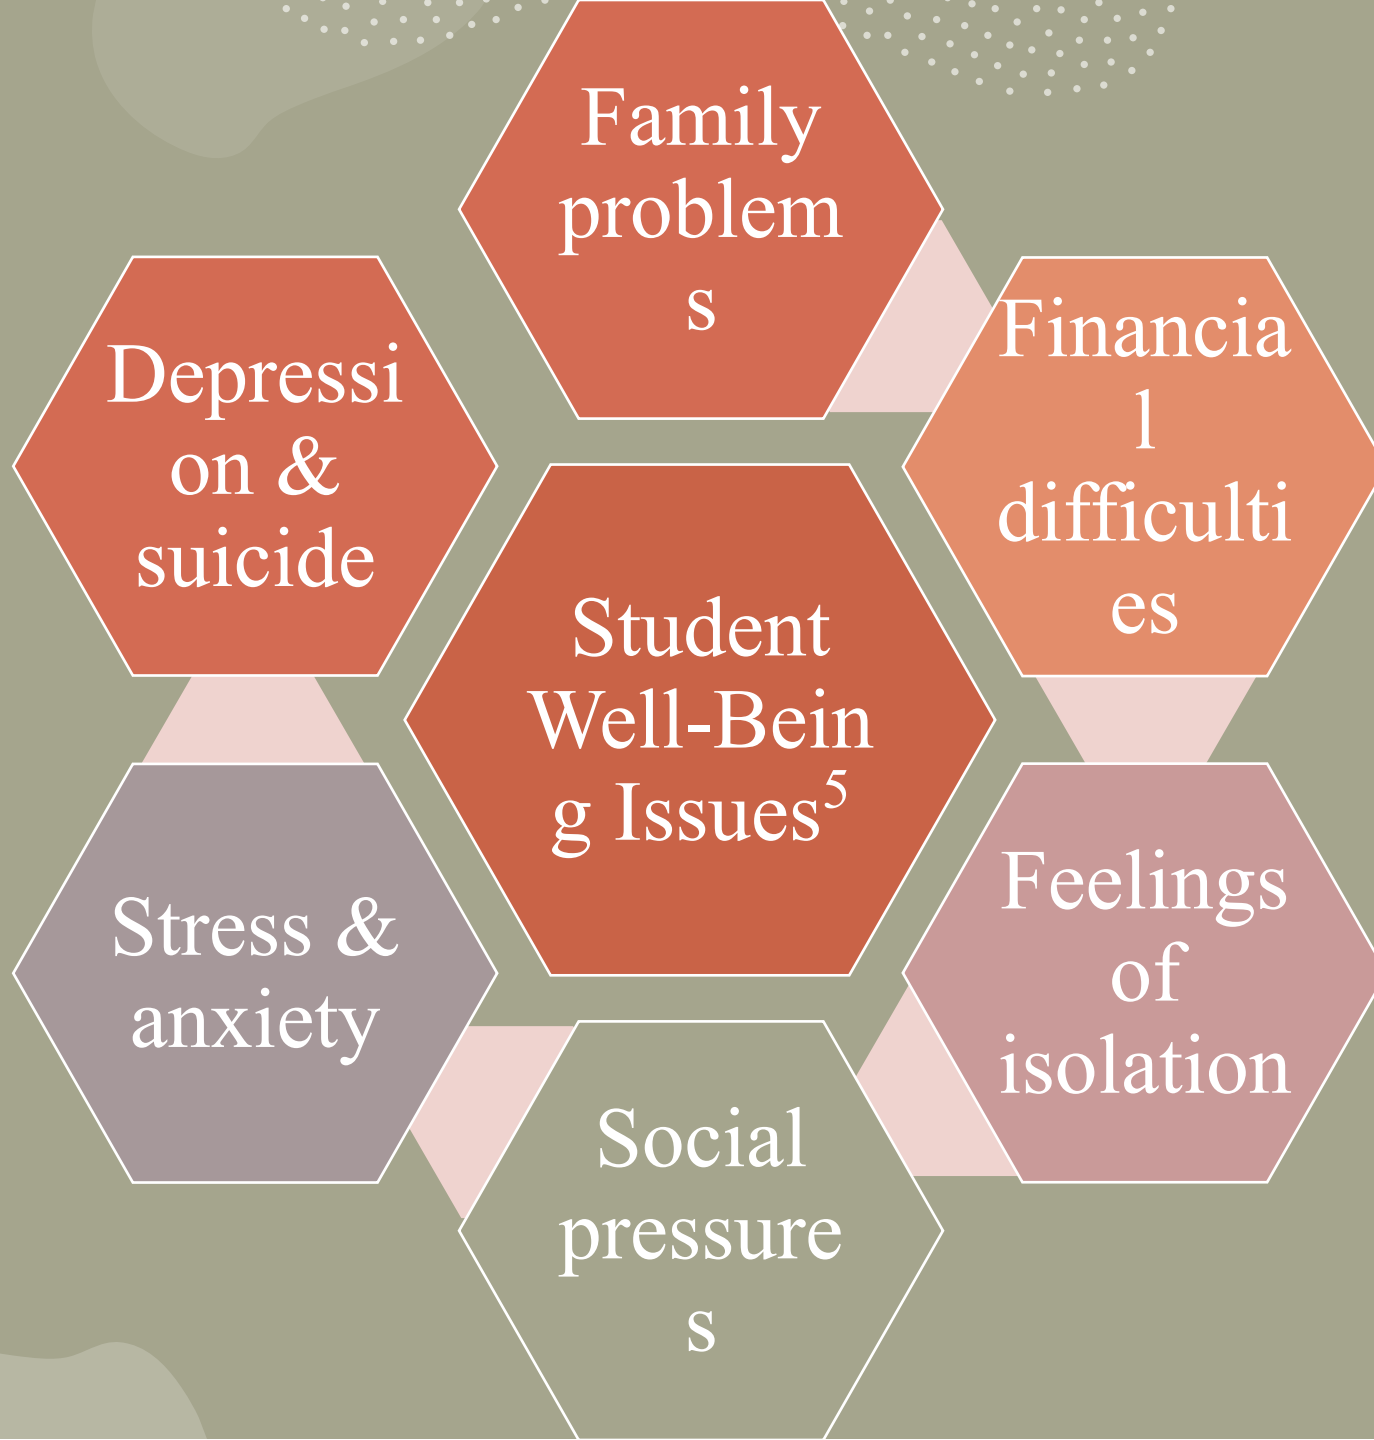 Family
problem
s
Financia
l
difficulti
es
Feelings
of
isolation
Social
pressure
s
Stress &
anxiety
Depressi
on &
suicide
Student
Well-Bein
g Issues⁵